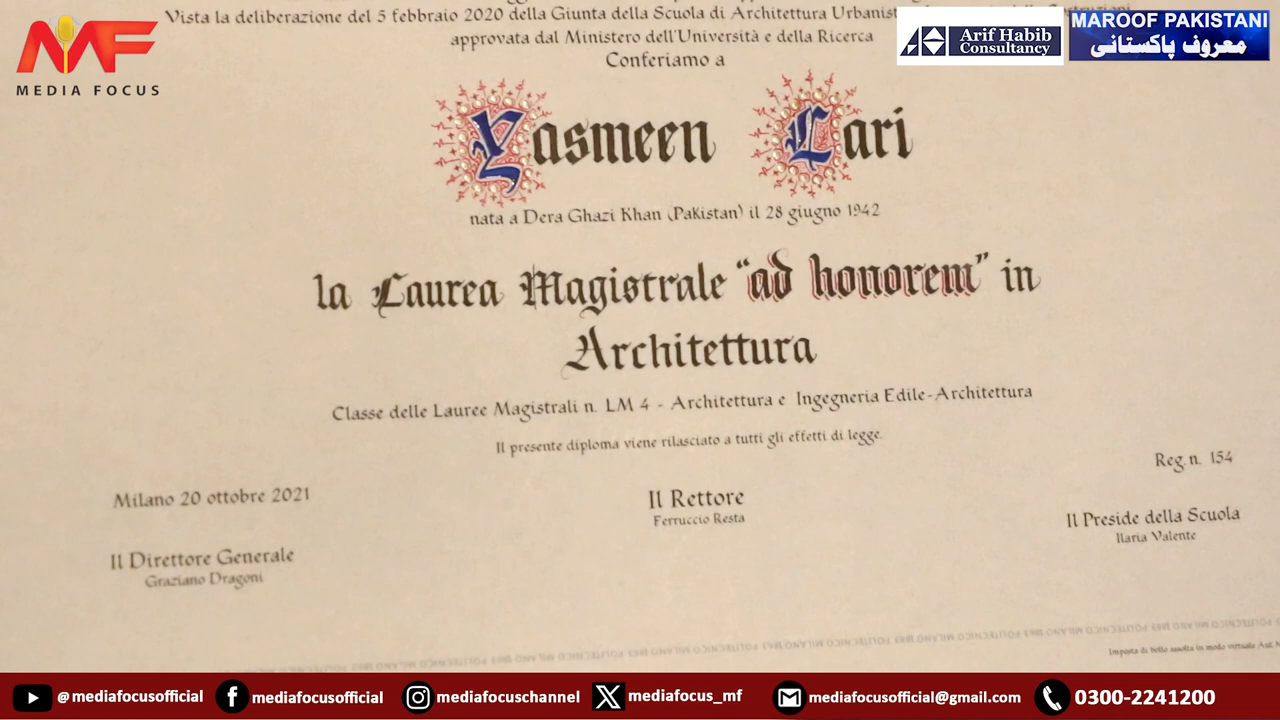 Vista la deliberazione del 5 febbraio 2020 della Giunta della Scuola di Architettura
approvata dal Ministero dell'Università e della Ricerca
Conferiamo a
Yasmeen Lari
nata a Dera Ghazi Khan (Pakistan) il 28 giugno 1942
la Laurea Magistrale "ad honorem" in
Architettura
Classe delle Lauree Magistrali n. LM 4 - Architettura e Ingegneria Edile-Architettura
Il presente diploma viene rilasciato a tutti gli effetti di legge.
Reg. n. 154
Milano 20 ottobre 2021
Il Rettore
Ferruccio Resta
Il Preside della Scuola
Ilaria Valente
Il Direttore Generale
Graziano Dragoni
MF
MEDIA FOCUS
Arif Habib
Consultancy
MAROOF PAKISTANI
معروف پاکستانی
@mediafocusofficial mediafocusofficial mediafocuschannel mediafocus_mf mediafocusofficial@gmail.com 0300-2241200